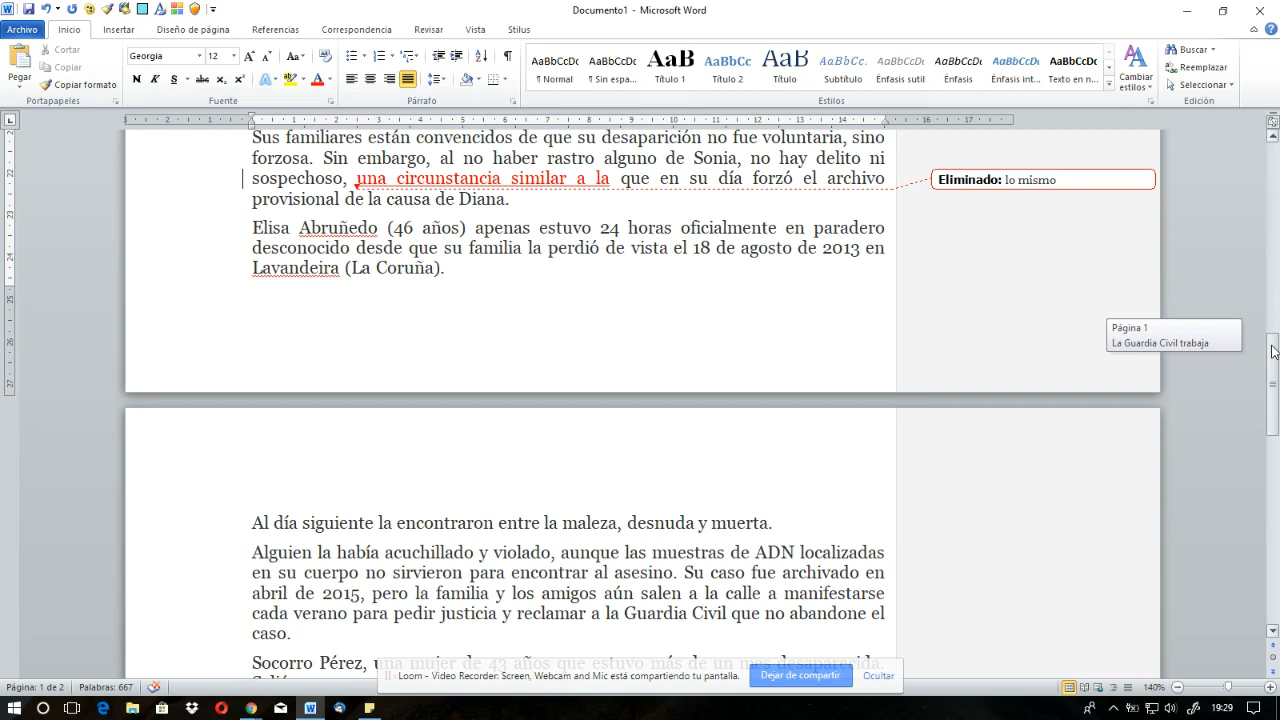 Documento1 - Microsoft Word
Archivo Inicio Insertar Diseño de página Referencias Correspondencia Revisar Vista Stilus
Pegar
Cortar
Copiar
Copiar formato
Portapapeles
Georgia 12
Fuente
Párrafo
AaBbCcDc AaBbCcDc AaB AaBbCc AaB AaBbCc. AaBbCcDc AaBbCcDc AaBbCcDc AaBbCcDc
¶ Normal ¶ Sin espa... Título 1 Título 2 Título Subtítulo Énfasis sutil Énfasis Énfasis int... Texto en n...
Estilos
Cambiar estilos
Buscar
Reemplazar
Seleccionar
Edición
Sus familiares están convencidos de que su desaparición no fue voluntaria, sino
forzosa. Sin embargo, al no haber rastro alguno de Sonia, no hay delito ni
sospechoso, una circunstancia similar a la que en su día forzó el archivo
provisional de la causa de Diana.
Eliminado: lo mismo
Elisa Abruñedo (46 años) apenas estuvo 24 horas oficialmente en paradero
desconocido desde que su familia la perdió de vista el 18 de agosto de 2013 en
Lavandeira (La Coruña).
Página 1
La Guardia Civil trabaja
Al día siguiente la encontraron entre la maleza, desnuda y muerta.
Alguien la había acuchillado y violado, aunque las muestras de ADN localizadas
en su cuerpo no sirvieron para encontrar al asesino. Su caso fue archivado en
abril de 2015, pero la familia y los amigos aún salen a la calle a manifestarse
cada verano para pedir justicia y reclamar a la Guardia Civil que no abandone el
caso.
Socorro Pérez, una mujer de 43 años que estuvo más de un mes desaparecida.
Loom - Video Recorder: Screen, Webcam and Mic está compartiendo tu pantalla. Dejar de compartir Ocultar
Página: 1 de 2 Palabras: 667 140%
19:29